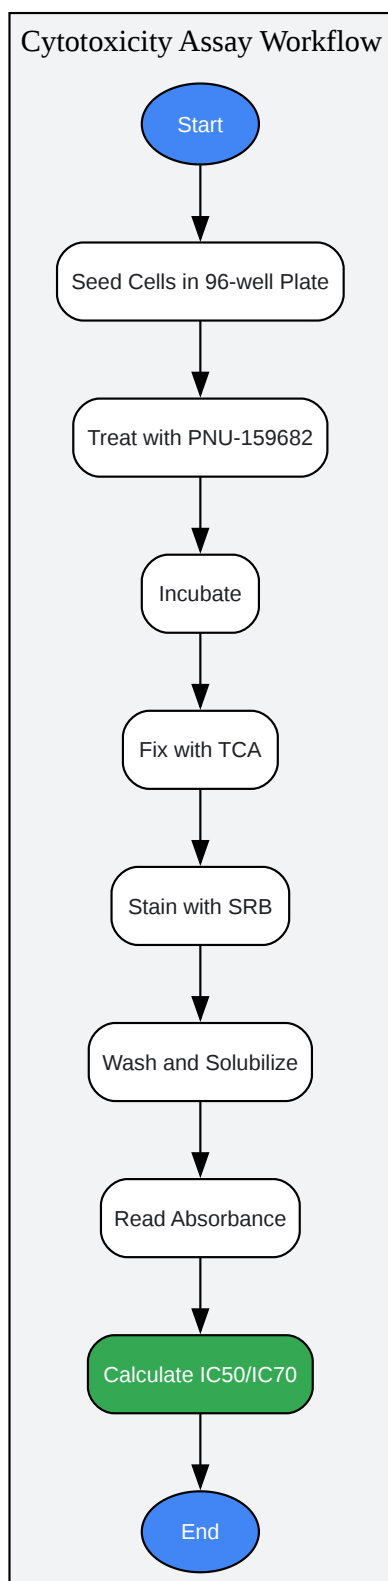 Cytotoxicity Assay Workflow
Start
Seed Cells in 96-well Plate
Treat with PNU-159682
Incubate
Fix with TCA
Stain with SRB
Wash and Solubilize
Read Absorbance
Calculate IC50/IC70
End